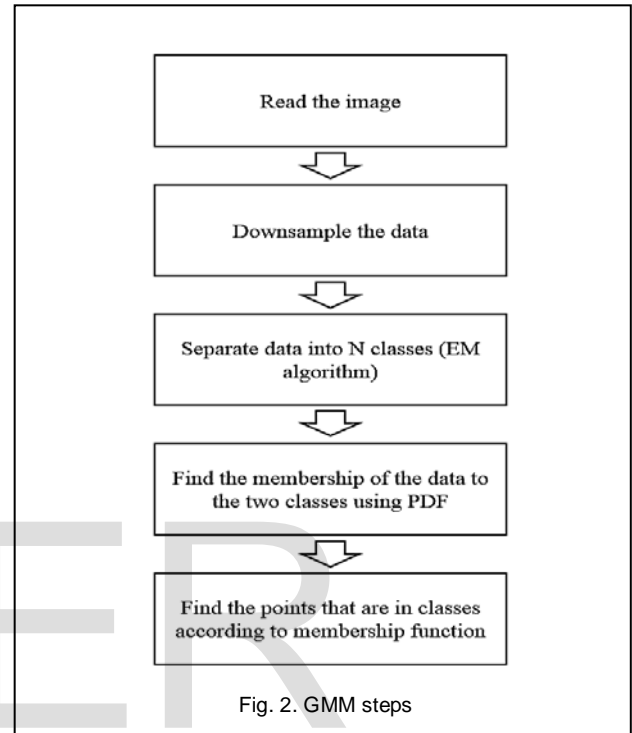 Read the image
Downsample the data
Separate data into N classes (EM
algorithm)
Find the membership of the data to
the two classes using PDF
Find the points that are in classes
according to membership function
ER
Fig. 2. GMM steps